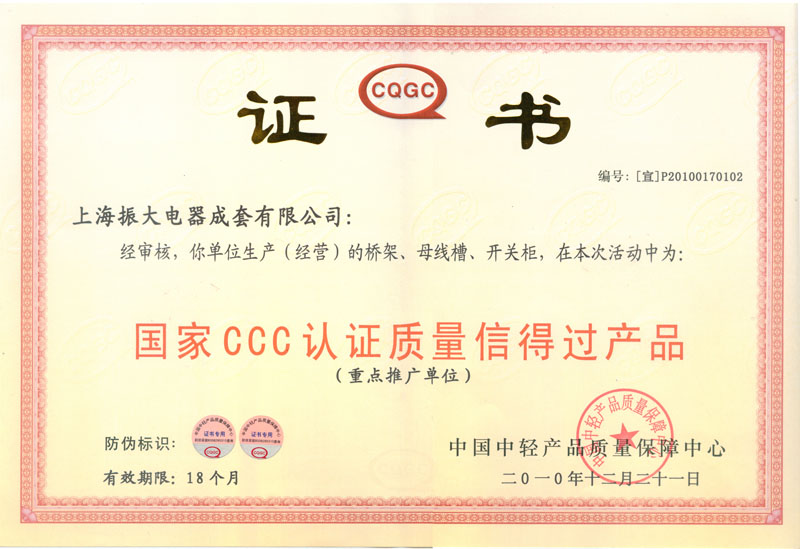 CQGC
证 书
编号：[宣]P20100170102
上海振大电器成套有限公司：
经审核，你单位生产（经营）的桥架、母线槽、开关柜，在本次活动中为：
国家CCC认证质量信得过产品
（重点推广单位）
防伪标识：
证书专用
CQGC
证书专用
CQGC
中国中轻产品质量保障中心
中国中轻产品质量保障中心
有效期限：18个月
二○一○年十二月二十一日